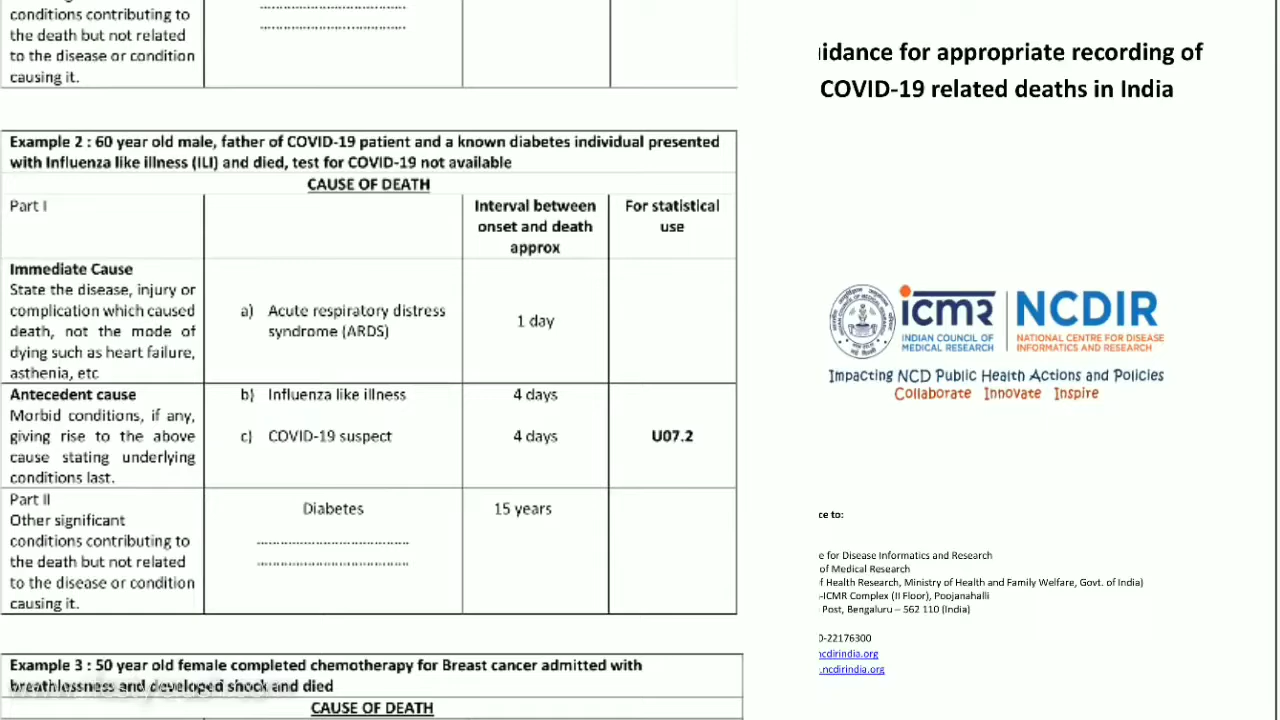 conditions contributing to
the death but not related
to the disease or condition
causing it.
Example 2 : 60 year old male, father of COVID-19 patient and a known diabetes individual presented
with Influenza like illness (ILI) and died, test for COVID-19 not available
CAUSE OF DEATH
Part I
Interval between
onset and death
approx
For statistical
use
Immediate Cause
State the disease, injury or
complication which caused
death, not the mode of
dying such as heart failure,
asthenia, etc
a) Acute respiratory distress
syndrome (ARDS)
1 day
Antecedent cause
Morbid conditions, if any,
giving rise to the above
cause stating underlying
conditions last.
b) Influenza like illness
4 days
c) COVID-19 suspect
4 days
U07.2
Part II
Other significant
conditions contributing to
the death but not related
to the disease or condition
causing it.
Diabetes
15 years
Example 3 : 50 year old female completed chemotherapy for Breast cancer admitted with
breathlessness and developed shock and died
CAUSE OF DEATH
uidance for appropriate recording of
COVID-19 related deaths in India
icmr
INDIAN COUNCIL OF
MEDICAL RESEARCH
NCDIR
NATIONAL CENTRE FOR DISEASE
INFORMATICS AND RESEARCH
Impacting NCD Public Health Actions and Policies
Collaborate Innovate Inspire
ce to:
e for Disease Informatics and Research
of Medical Research
f Health Research, Ministry of Health and Family Welfare, Govt. of India)
-ICMR Complex (II Floor), Poojanahalli
Post, Bengaluru – 562 110 (India)
0-22176300
ncdirindia.org
.ncdirindia.org